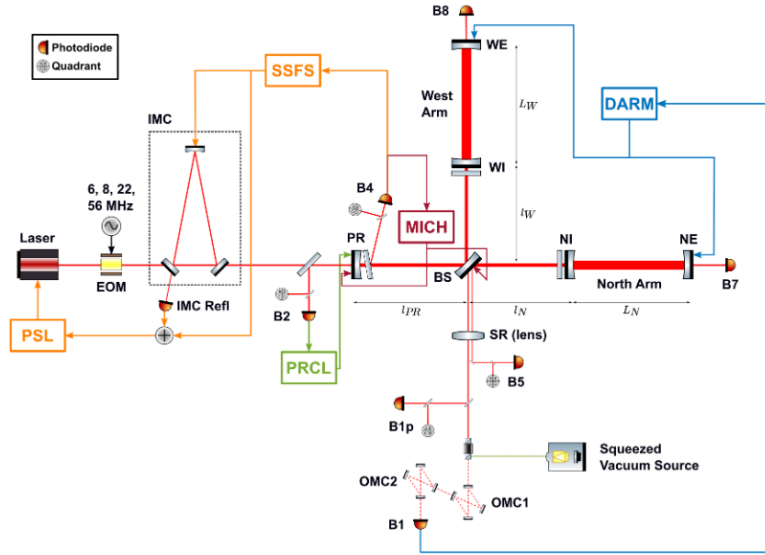 Photodiode
Quadrant
B8
WE
SSFS
West
Arm
L_W
DARM
IMC
WI
6, 8, 22,
56 MHz
B4
l_W
MICH
Laser
PR
NI
NE
EOM
BS
North Arm
B7
IMC Refl
B2
l_PR
l_N
L_N
PSL
+
SR (lens)
PRCL
B5
B1p
Squeezed
Vacuum Source
OMC2
OMC1
B1